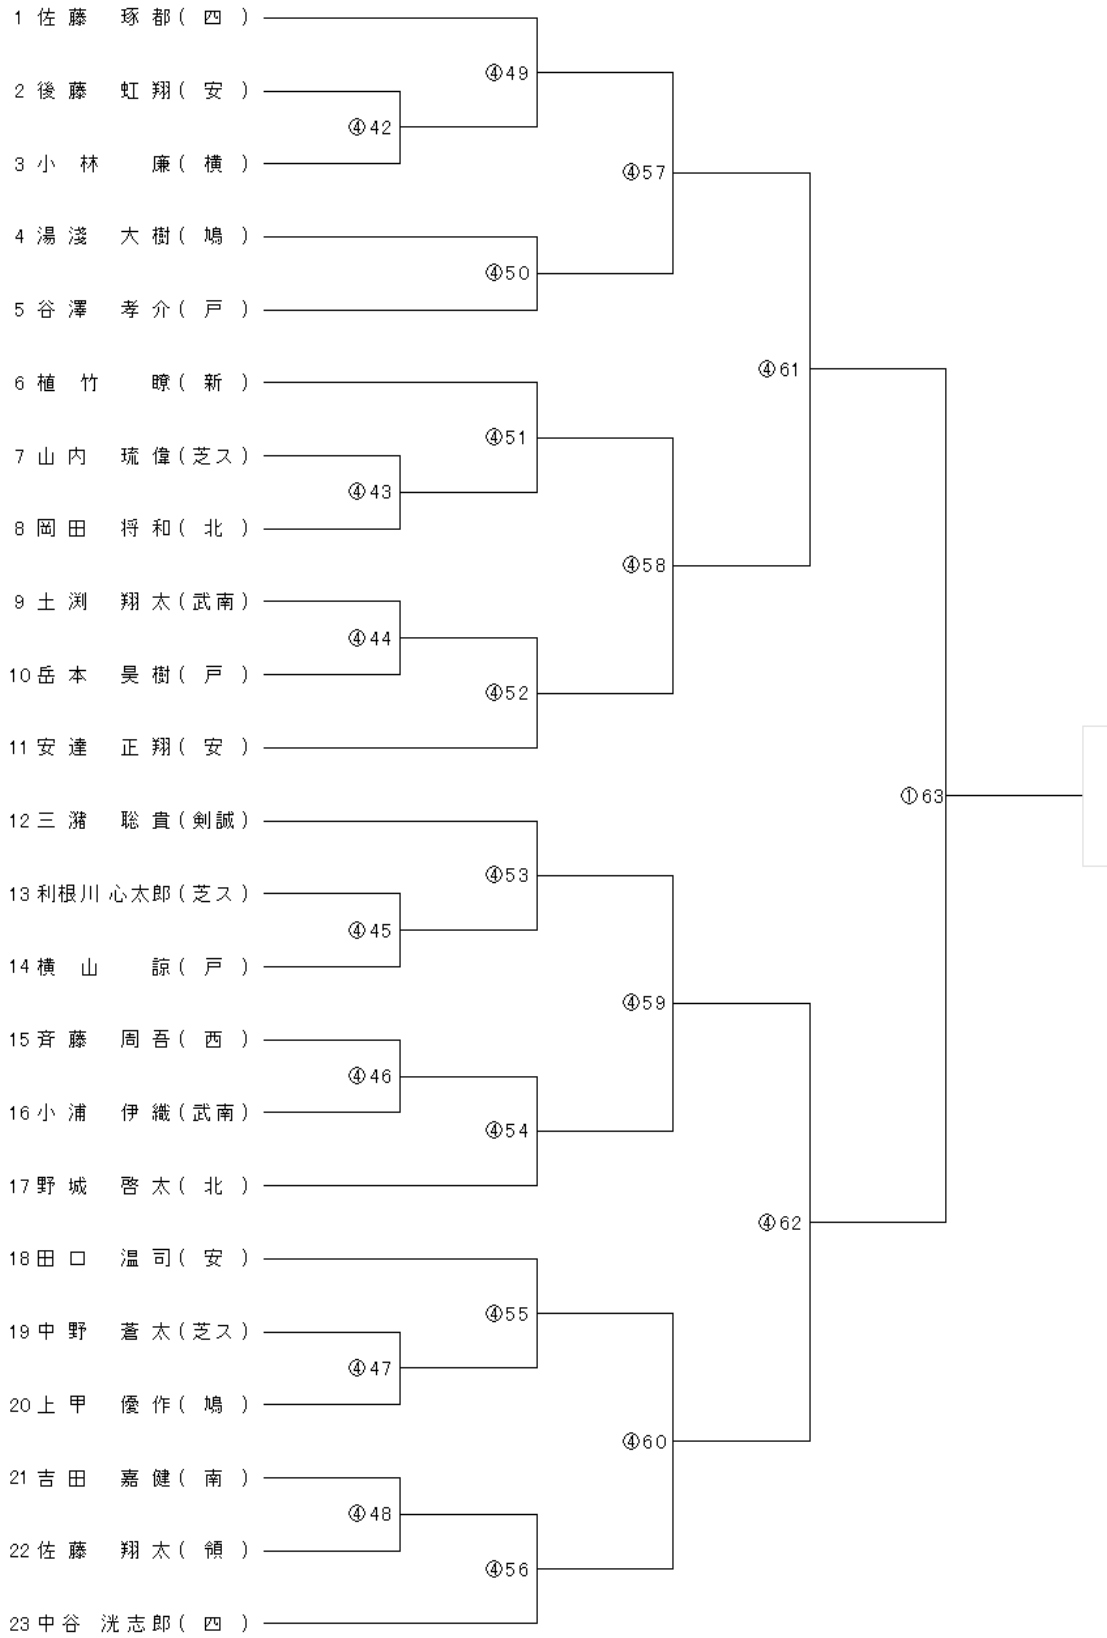 1 佐藤 琢都(四)
④49
2 後藤 虹翔(安)
④42
3 小林 廉(横)
④57
4 湯淺 大樹(鳩)
④50
5 谷澤 孝介(戸)
④61
6 植竹 瞭(新)
④51
7 山内 琉偉(芝ス)
④43
8 岡田 将和(北)
④58
9 土渕 翔太(武南)
④44
10 岳本 昊樹(戸)
④52
11 安達 正翔(安)
①63
12 三瀦 聡貴(剣誠)
④53
13 利根川 心太郎(芝ス)
④45
14 横山 諒(戸)
④59
15 斉藤 周吾(西)
④46
16 小浦 伊織(武南)
④54
17 野城 啓太(北)
④62
18 田口 温司(安)
④55
19 中野 蒼太(芝ス)
④47
20 上甲 優作(鳩)
④60
21 吉田 嘉健(南)
④48
22 佐藤 翔太(領)
④56
23 中谷 洸志郎(四)